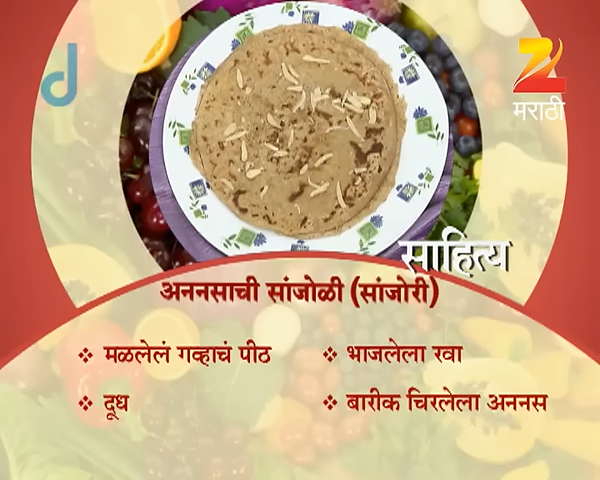 मराठी
साहित्य
अननसाची सांजोळी (सांजोरी)
❖ मळलेलं गव्हाचं पीठ
❖ भाजलेला रवा
❖ दूध
❖ बारीक चिरलेला अननस